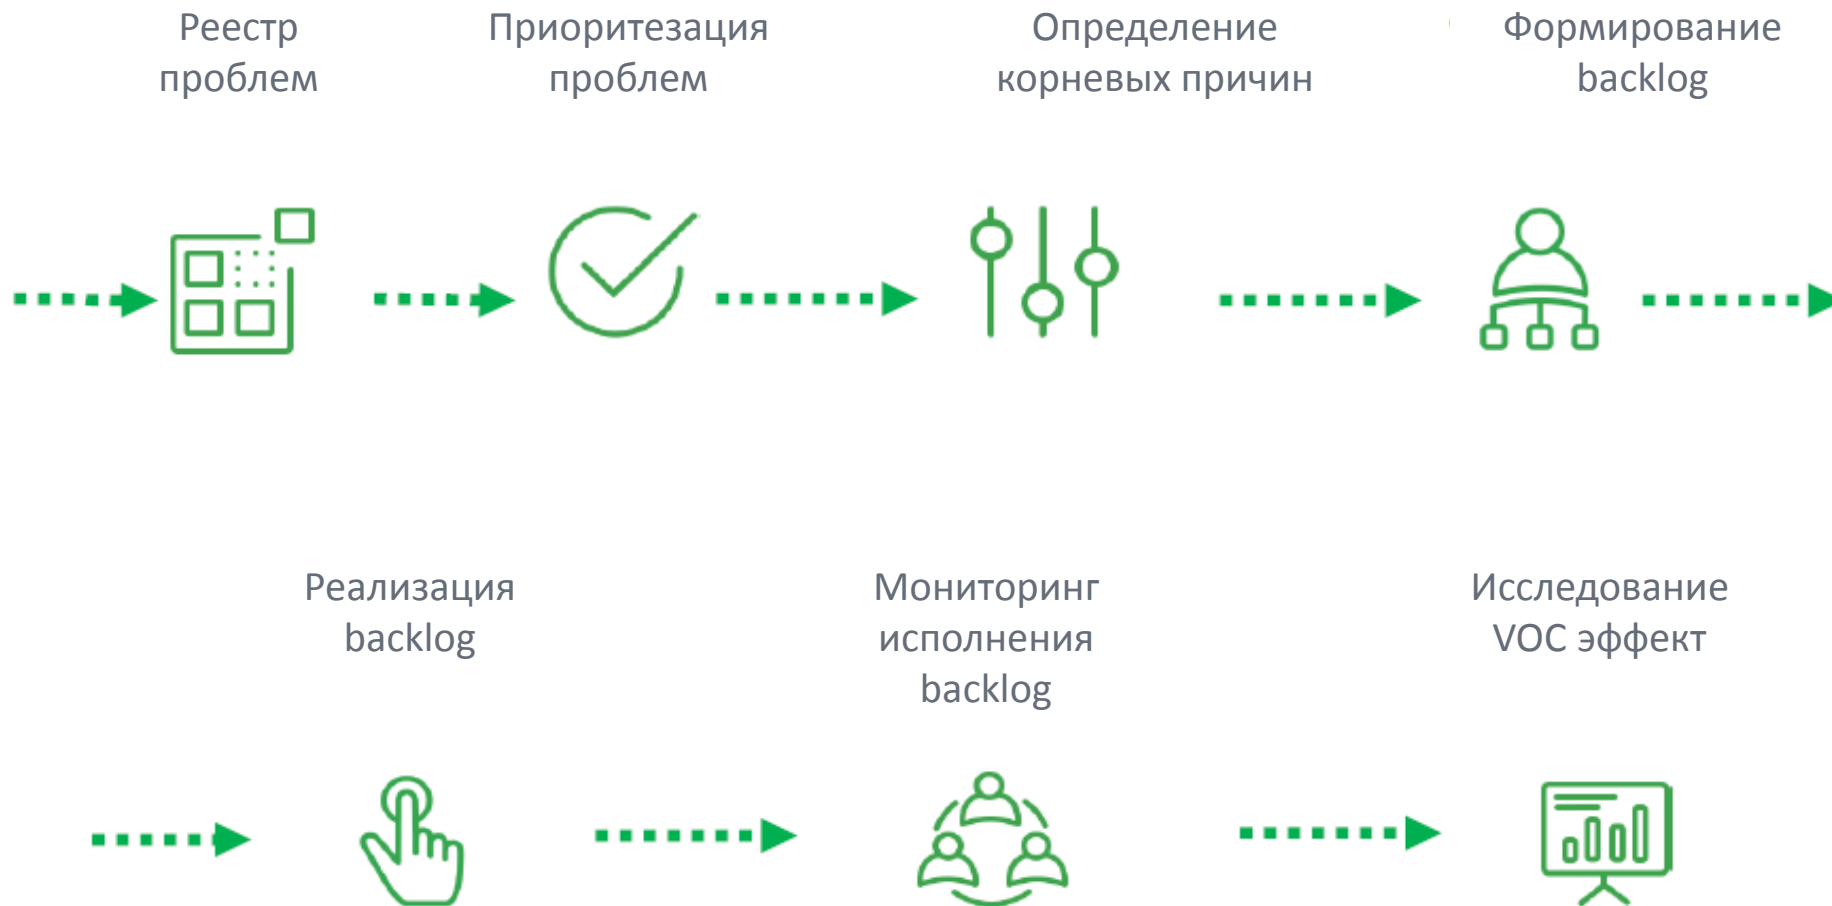 Реестр
проблем
Приоритезация
проблем
Определение
корневых причин
Формирование
backlog
Реализация
backlog
Мониторинг
исполнения
backlog
Исследование
VOC эффект